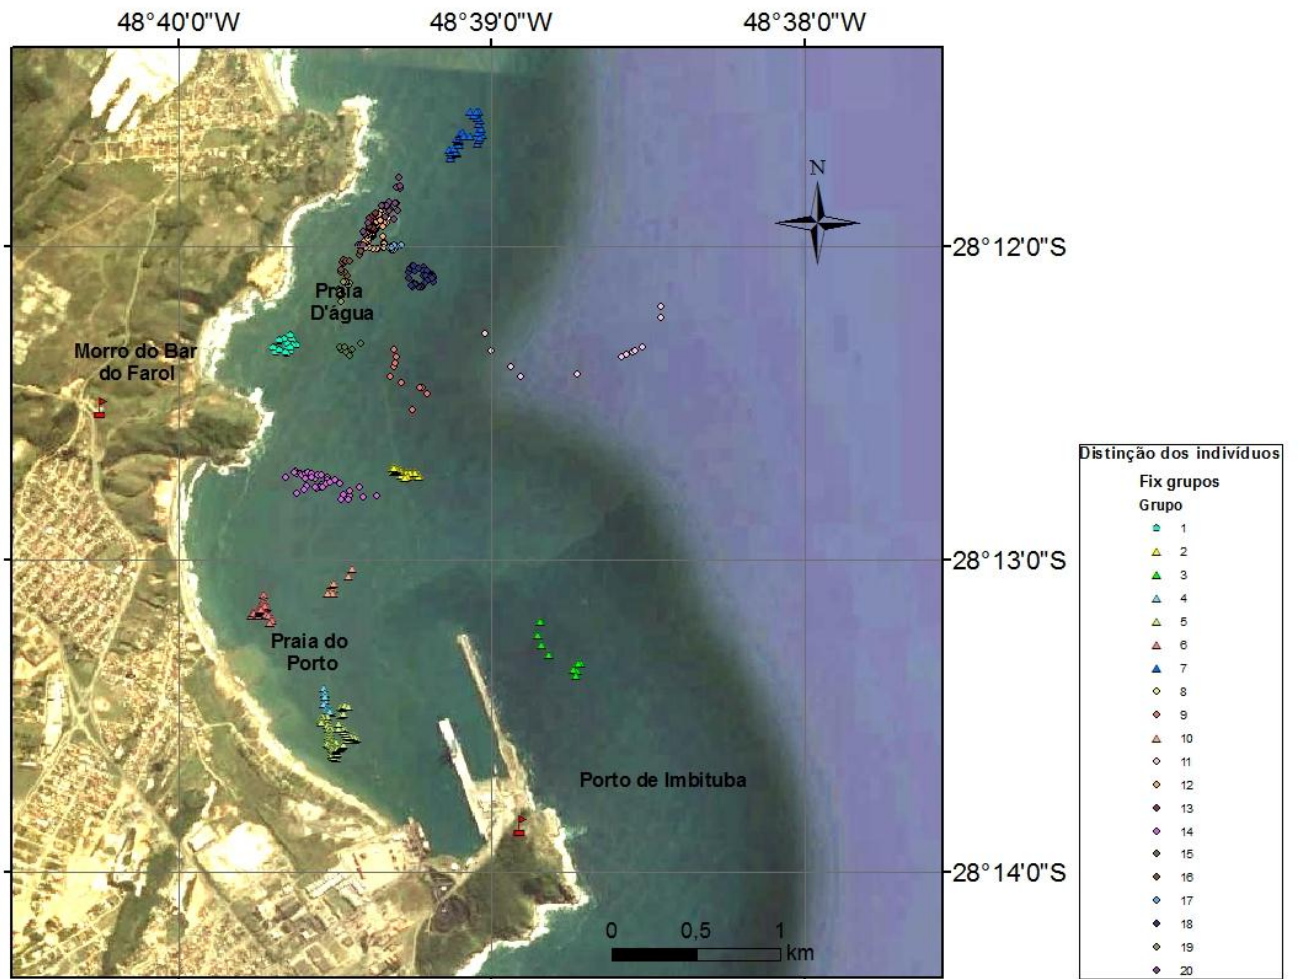 48°40'0"W 48°39'0"W 48°38'0"W
N
28°12'0"S
Praia
D'água
Morro do Bar
do Farol
28°13'0"S
Praia do
Porto
Porto de Imbituba
28°14'0"S
0 0,5 1
km
Distinção dos indivíduos
Fix grupos
Grupo
1
2
3
4
5
6
7
8
9
10
11
12
13
14
15
16
17
18
19
20